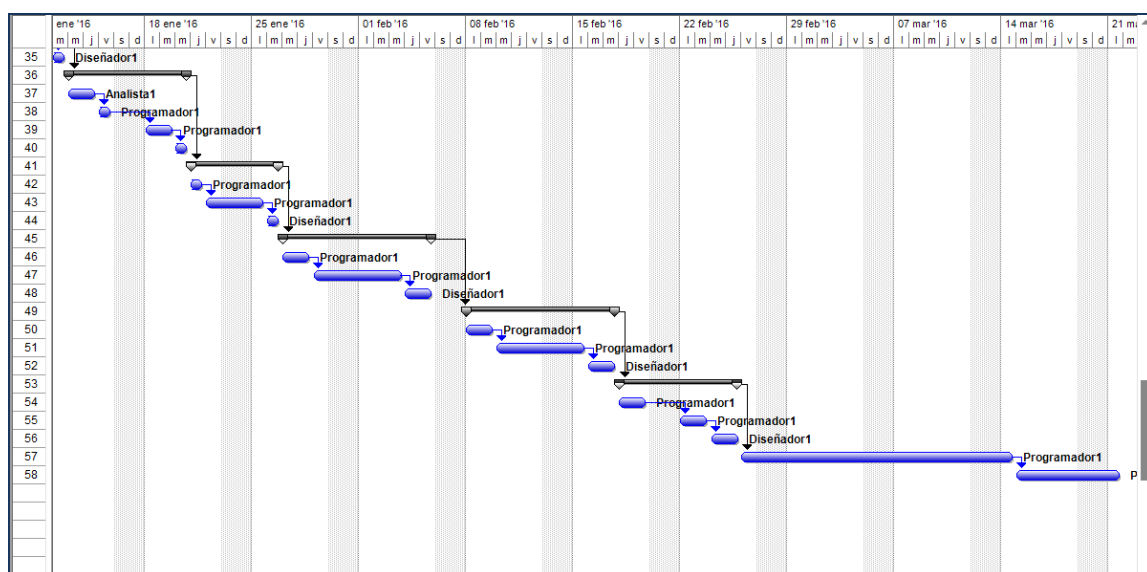 ene '16 18 ene '16 25 ene '16 01 feb '16 08 feb '16 15 feb '16 22 feb '16 29 feb '16 07 mar '16 14 mar '16 21
m m j v s d l m m j v s d l m m j v s d l m m j v s d l m m j v s d l m m j v s d l m m j v s d l m m j v s d l m m j v s d l m m j v s d l m
35 Diseñador1
36
37 Analista1
38 Programador1
39 Programador1
40
41
42 Programador1
43 Programador1
44 Diseñador1
45
46 Programador1
47 Programador1
48 Diseñador1
49
50 Programador1
51 Programador1
52 Diseñador1
53
54 Programador1
55 Programador1
56 Diseñador1
57 Programador1
58 P